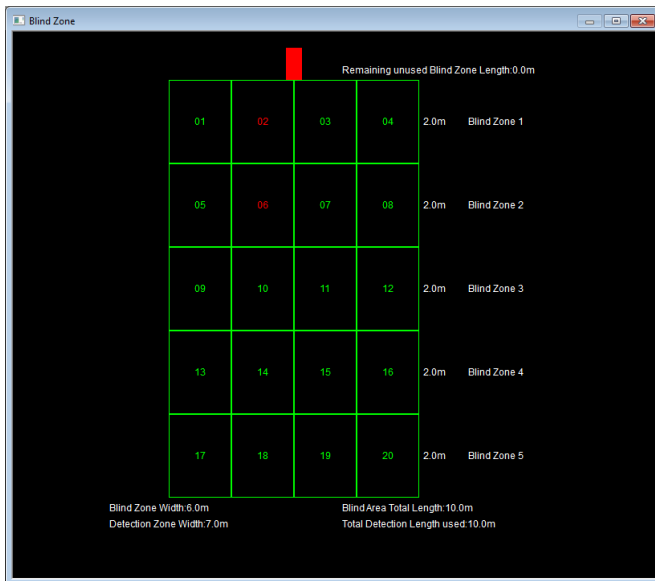 Blind Zone
Remaining unused Blind Zone Length:0.0m
01 02 03 04 2.0m Blind Zone 1
05 06 07 08 2.0m Blind Zone 2
09 10 11 12 2.0m Blind Zone 3
13 14 15 16 2.0m Blind Zone 4
17 18 19 20 2.0m Blind Zone 5
Blind Zone Width:6.0m Blind Area Total Length:10.0m
Detection Zone Width:7.0m Total Detection Length used:10.0m